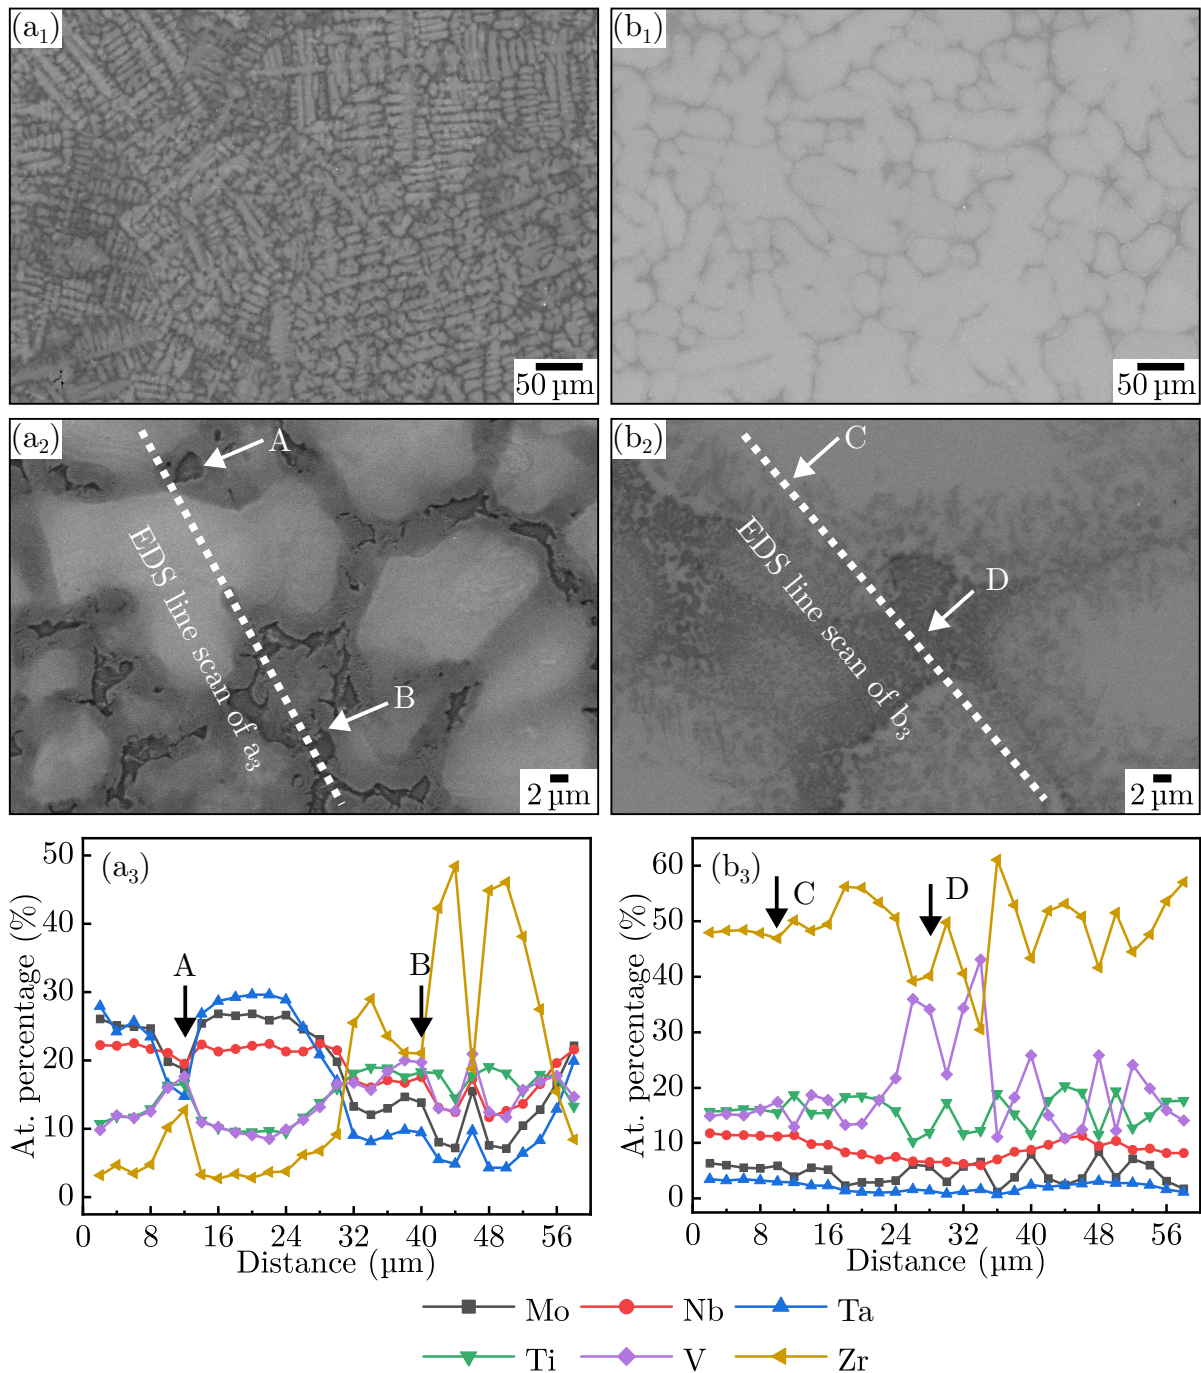 (a₁)
50 µm
(b₁)
50 µm
(a₂)
A
EDS line scan of a₃
B
2 µm
(b₂)
C
EDS line scan of b₃
D
2 µm
(a₃)
At. percentage (%)
50
40
30
20
10
0
A
B
0 8 16 24 32 40 48 56
Distance (µm)
(b₃)
At. percentage (%)
60
50
40
30
20
10
0
C
D
0 8 16 24 32 40 48 56
Distance (µm)
Mo Nb Ta
Ti V Zr